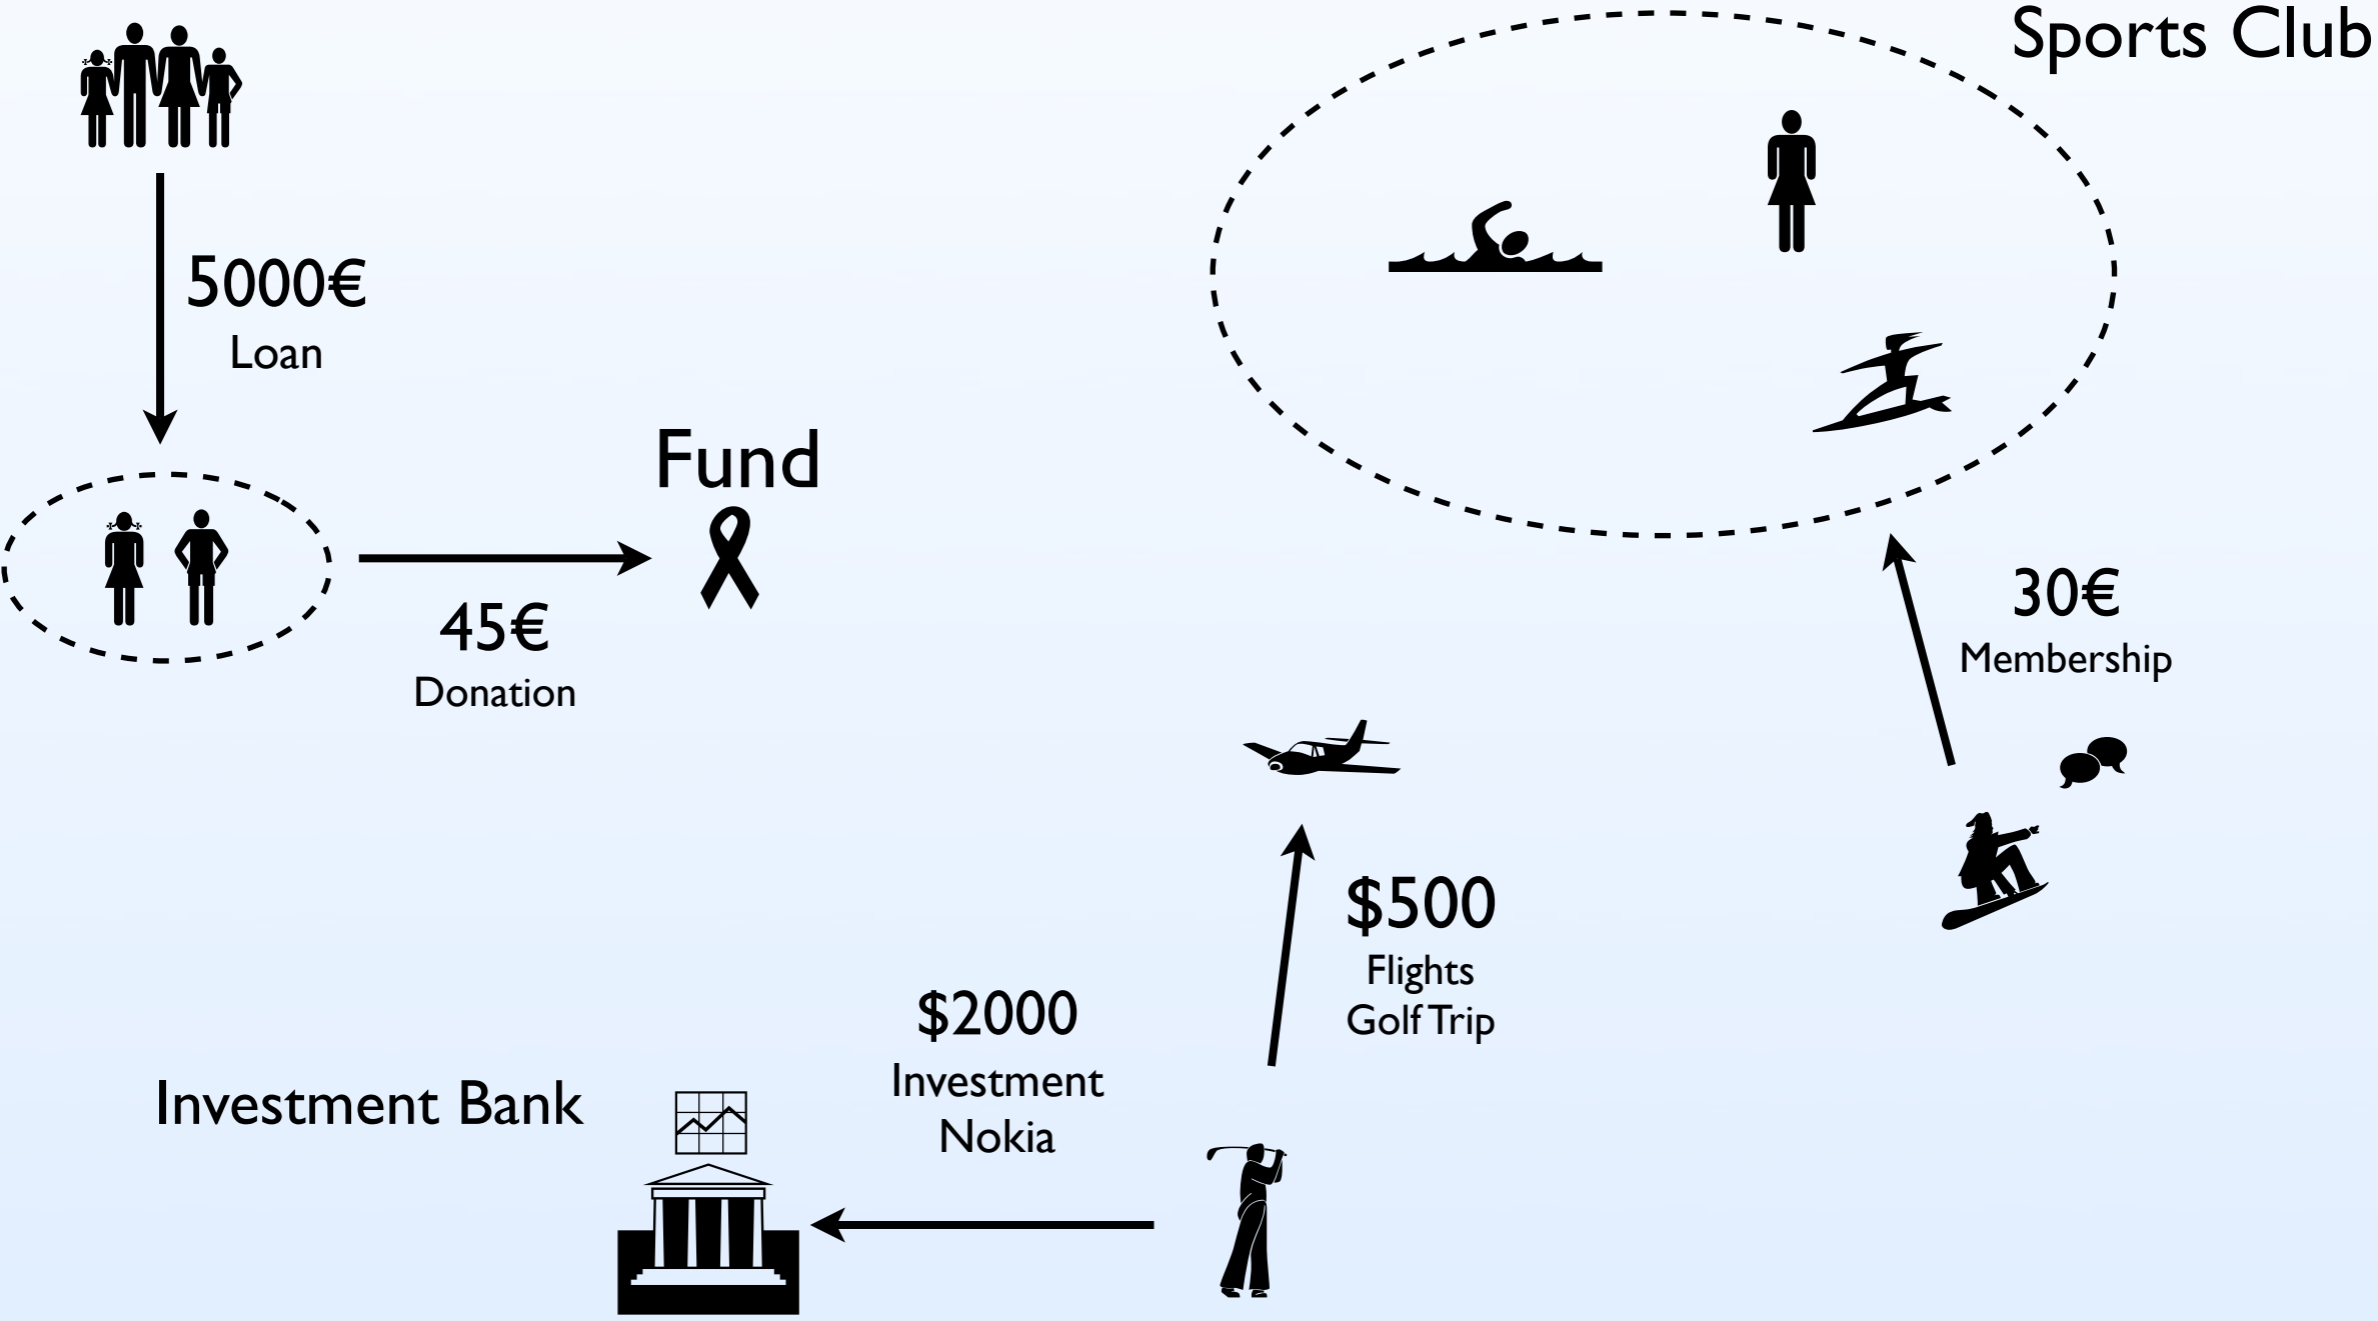 Sports Club
5000€
Loan
Fund
45€
Donation
30€
Membership
$500
Flights
Golf Trip
$2000
Investment
Nokia
Investment Bank